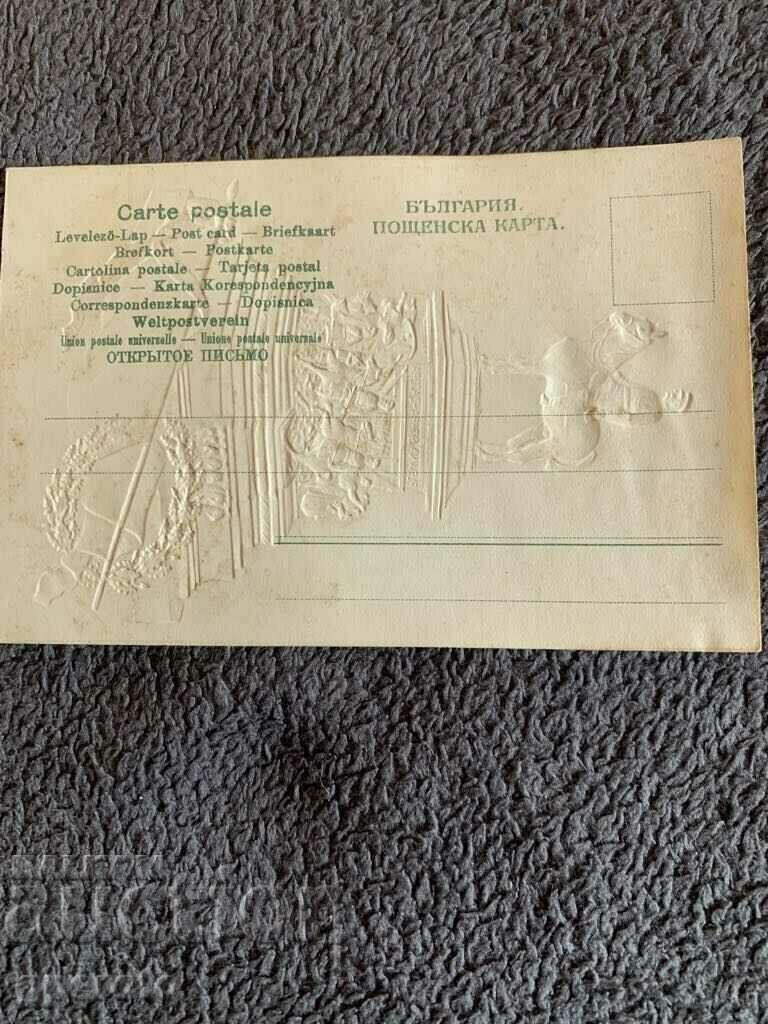 Carte postale
Levelező-Lap — Post card — Briefkaart
Brefkort — Postkarte
Cartolina postale — Tarjeta postal
Dopisnice — Karta Korespondencyjna
Correspondenzkarte — Dopisnica
Weltpostverein
Union postale universelle — Unione postale universale
ОТКРЫТОЕ ПИСЬМО
БЪЛГАРИЯ.
ПОЩЕНСКА КАРТА.
аукцион